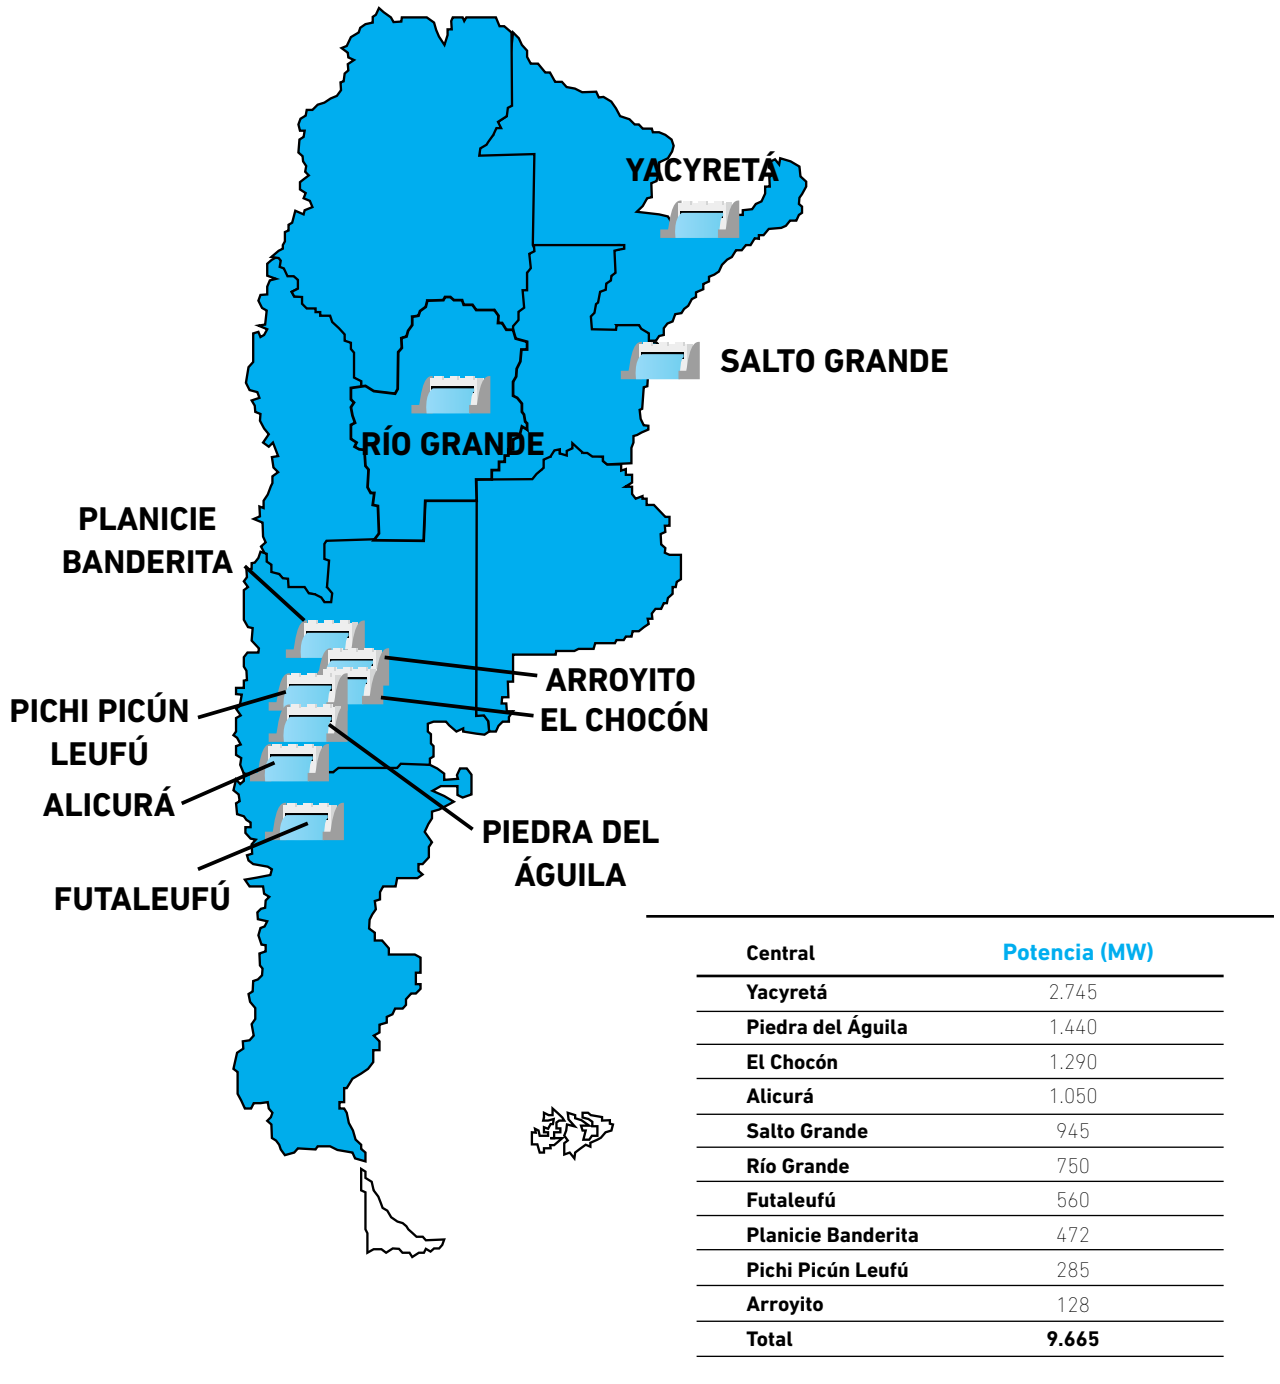 YACYRETÁ
SALTO GRANDE
RÍO GRANDE
PLANICIE
BANDERITA
ARROYITO
EL CHOCÓN
PICHI PICÚN
LEUFÚ
ALICURÁ
PIEDRA DEL
ÁGUILA
FUTALEUFÚ
Central Potencia (MW)
Yacyretá 2.745
Piedra del Águila 1.440
El Chocón 1.290
Alicurá 1.050
Salto Grande 945
Río Grande 750
Futaleufú 560
Planicie Banderita 472
Pichi Picún Leufú 285
Arroyito 128
Total 9.665